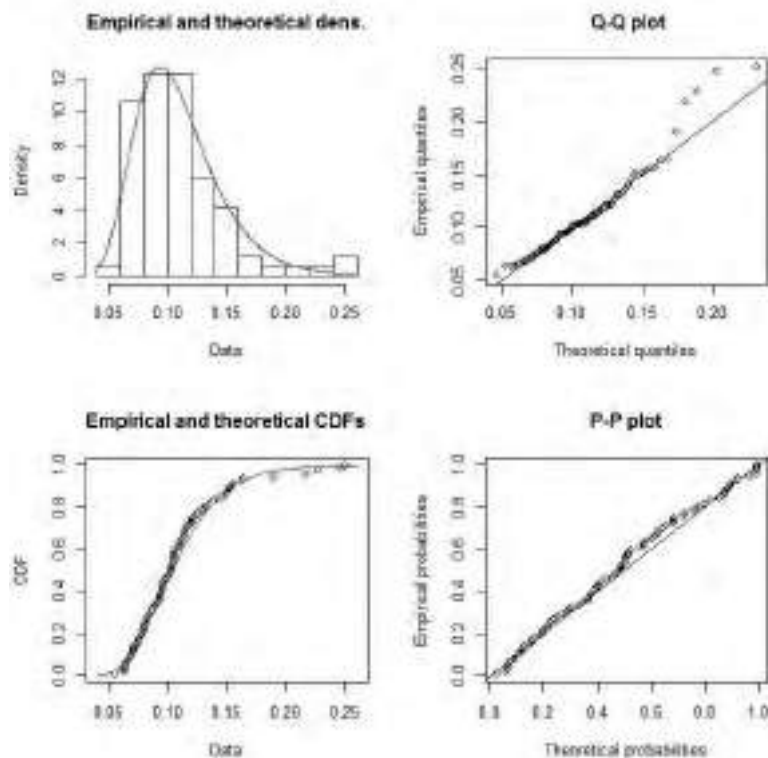 Empirical and theoretical dens.
Density
0 2 4 6 8 12
0.05 0.10 0.15 0.20 0.25
Data
Q-Q plot
Empirical quantiles
0.05 0.10 0.15 0.20 0.25
0.05 0.10 0.15 0.20
Theoretical quantiles
Empirical and theoretical CDFs
CDF
0.0 0.2 0.4 0.6 0.8 1.0
0.05 0.10 0.15 0.20 0.25
Data
P-P plot
Empirical probabilities
0.0 0.2 0.4 0.6 0.8 1.0
0.0 0.2 0.4 0.6 0.8 1.0
Theoretical probabilities